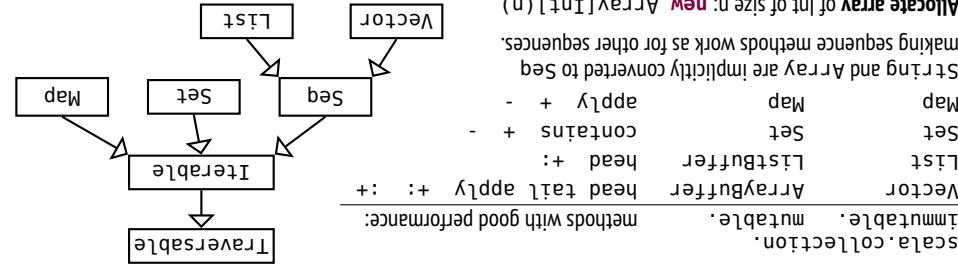 scala.collection.
immutable. mutable. methods with good performance:
Vector ArrayBuffer head tail apply +: :+
List ListBuffer head +:
Set Set contains + -
Map Map apply + -
String and Array are implicitly converted to Seq
making sequence methods work as for other sequences.
Allocate array of Int of size n: new Array[Int](n)
Traversable
Iterable
Seq Set Map
Vector List